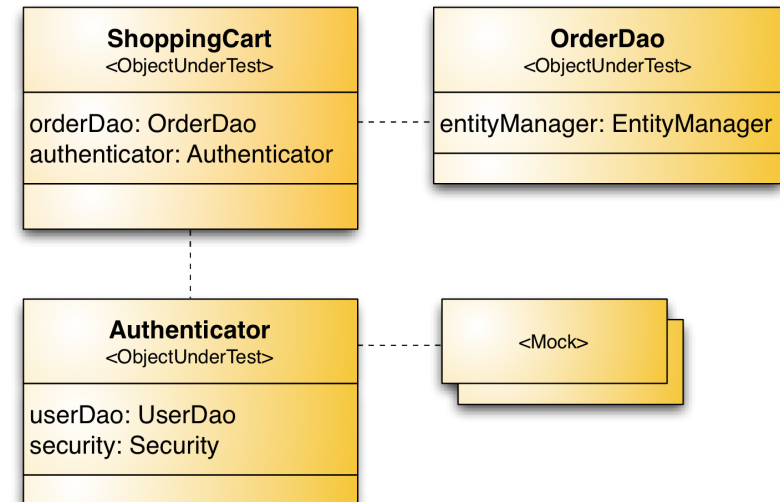 ShoppingCart
<ObjectUnderTest>
orderDao: OrderDao
authenticator: Authenticator
OrderDao
<ObjectUnderTest>
entityManager: EntityManager
Authenticator
<ObjectUnderTest>
userDao: UserDao
security: Security
<Mock>